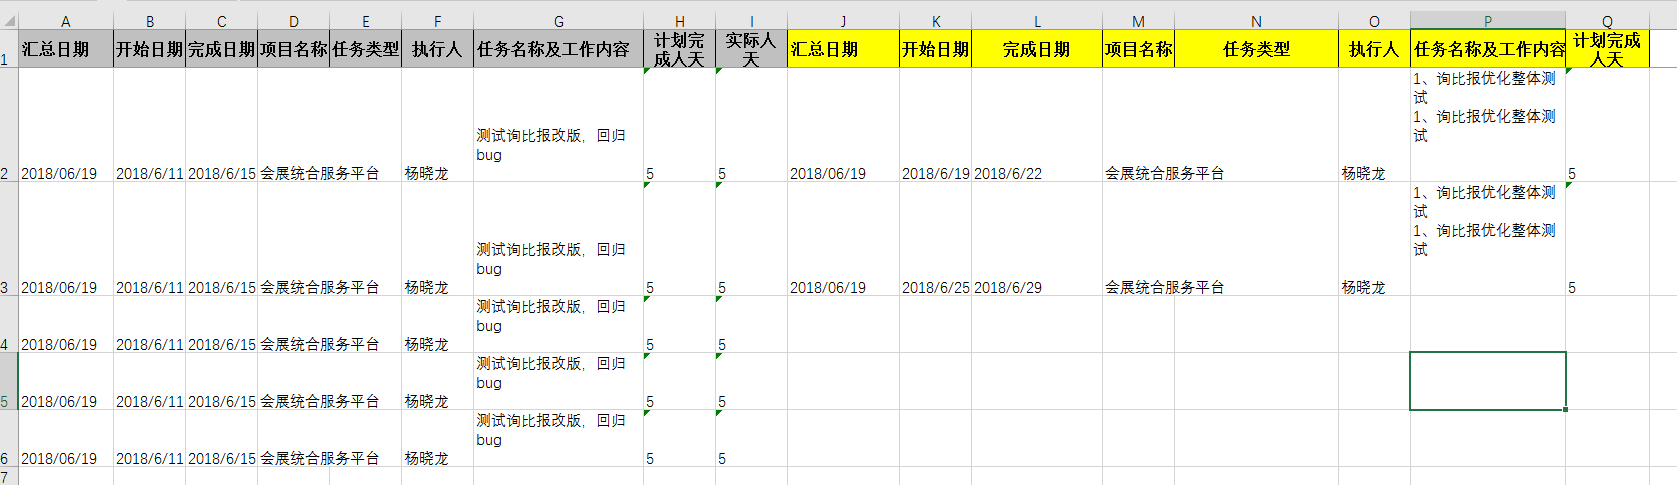 A B C D E F G H I J K L M N O P Q
1 汇总日期 开始日期 完成日期 项目名称 任务类型 执行人 任务名称及工作内容 计划完成人天 实际人天 汇总日期 开始日期 完成日期 项目名称 任务类型 执行人 任务名称及工作内容 计划完成人天
2 2018/06/19 2018/6/11 2018/6/15 会展统合服务平台 杨晓龙 测试询比报改版，回归bug 5 5 2018/06/19 2018/6/19 2018/6/22 会展统合服务平台 杨晓龙 1、询比报优化整体测试 1、询比报优化整体测试 5
3 2018/06/19 2018/6/11 2018/6/15 会展统合服务平台 杨晓龙 测试询比报改版，回归bug 5 5 2018/06/19 2018/6/25 2018/6/29 会展统合服务平台 杨晓龙 1、询比报优化整体测试 1、询比报优化整体测试 5
4 2018/06/19 2018/6/11 2018/6/15 会展统合服务平台 杨晓龙 测试询比报改版，回归bug 5 5
5 2018/06/19 2018/6/11 2018/6/15 会展统合服务平台 杨晓龙 测试询比报改版，回归bug 5 5
6 2018/06/19 2018/6/11 2018/6/15 会展统合服务平台 杨晓龙 测试询比报改版，回归bug 5 5
7